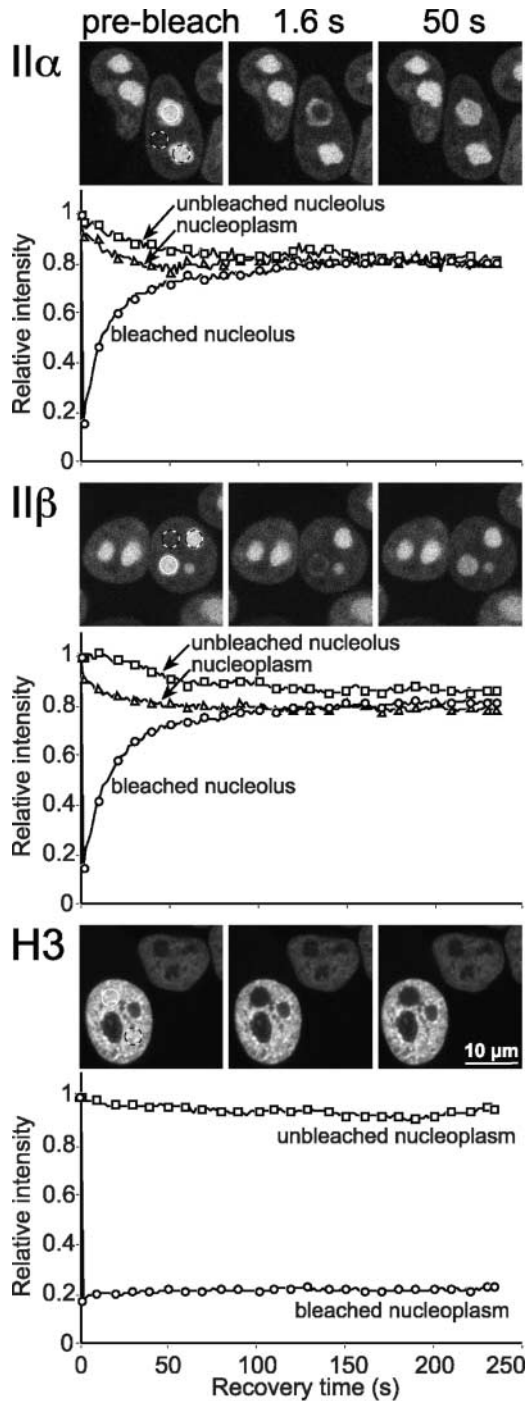 pre-bleach 1.6 s 50 s
IIα
1
0.8
0.6
0.4
0.2
0
Relative intensity
unbleached nucleolus
nucleoplasm
bleached nucleolus
IIβ
1
0.8
0.6
0.4
0.2
0
Relative intensity
unbleached nucleolus
nucleoplasm
bleached nucleolus
H3
10 µm
1
0.8
0.6
0.4
0.2
0
Relative intensity
unbleached nucleoplasm
bleached nucleoplasm
0 50 100 150 200 250
Recovery time (s)